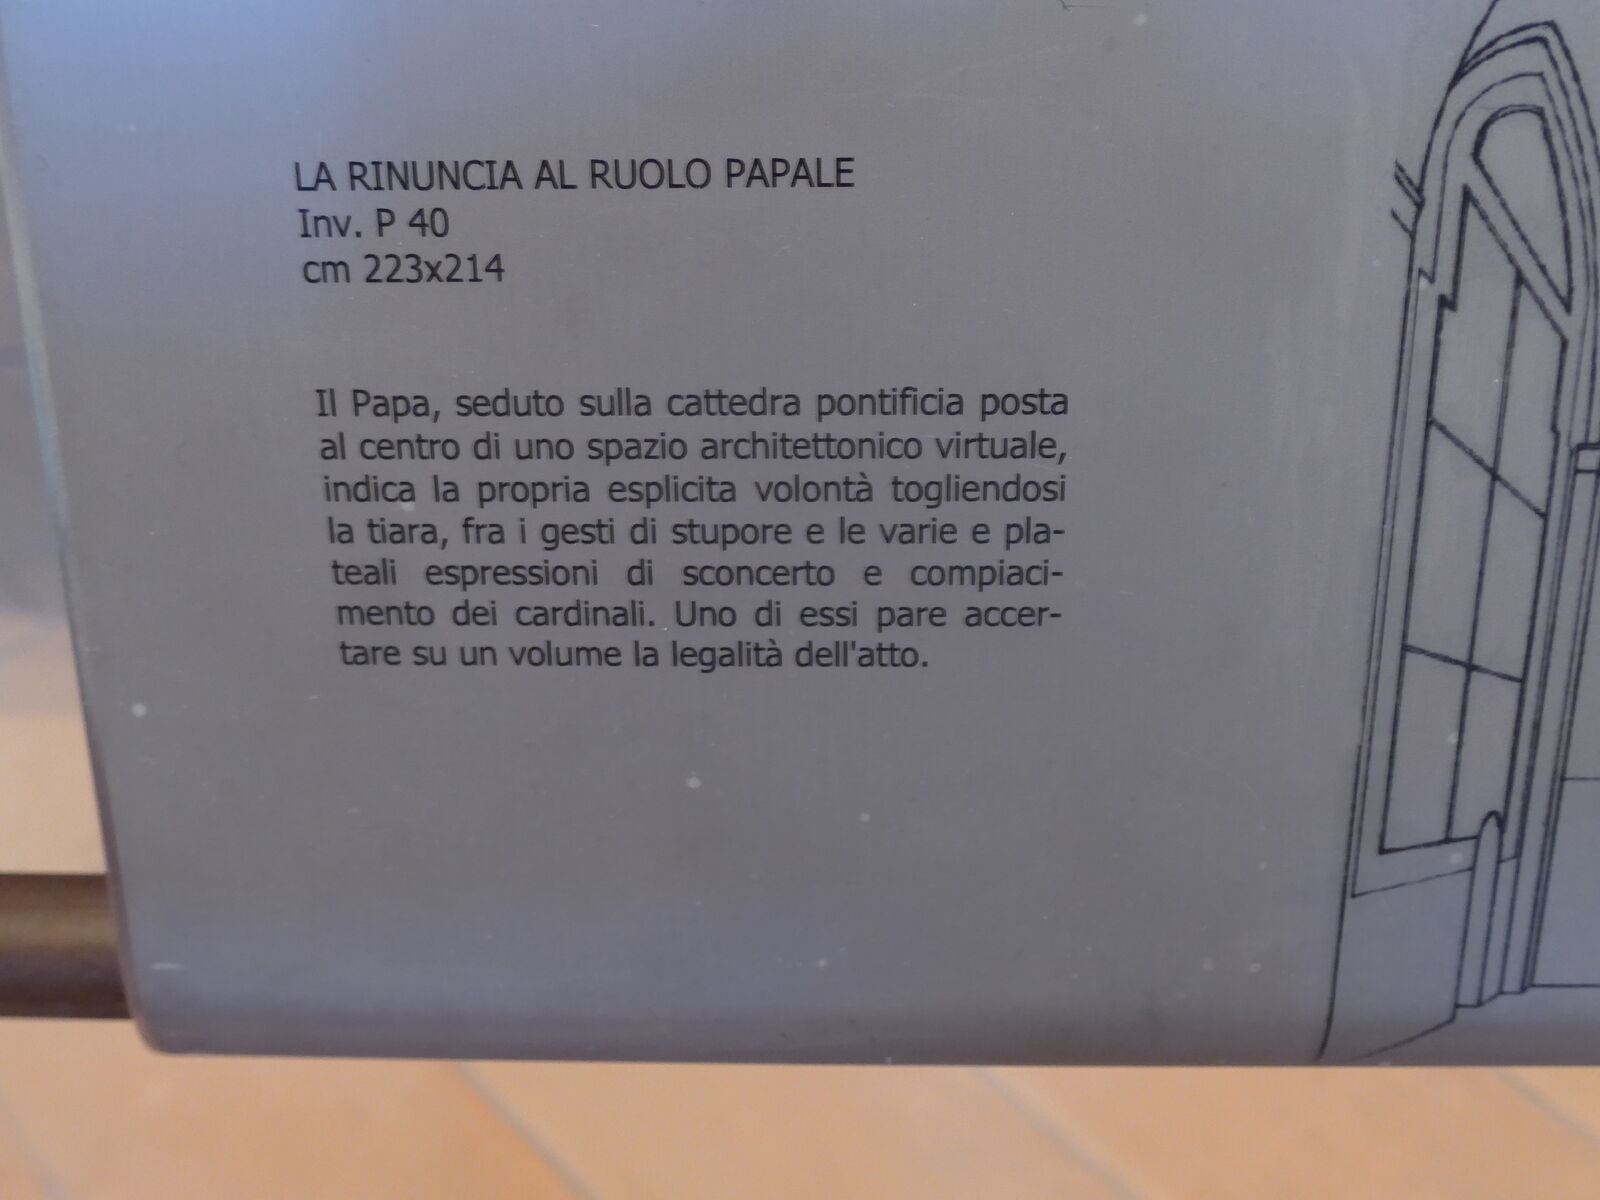 LA RINUNCIA AL RUOLO PAPALE
Inv. P 40
cm 223x214
Il Papa, seduto sulla cattedra pontificia posta
al centro di uno spazio architettonico virtuale,
indica la propria esplicita volontà togliendosi
la tiara, fra i gesti di stupore e le varie e pla-
teali espressioni di sconcerto e compiaci-
mento dei cardinali. Uno di essi pare accer-
tare su un volume la legalità dell'atto.